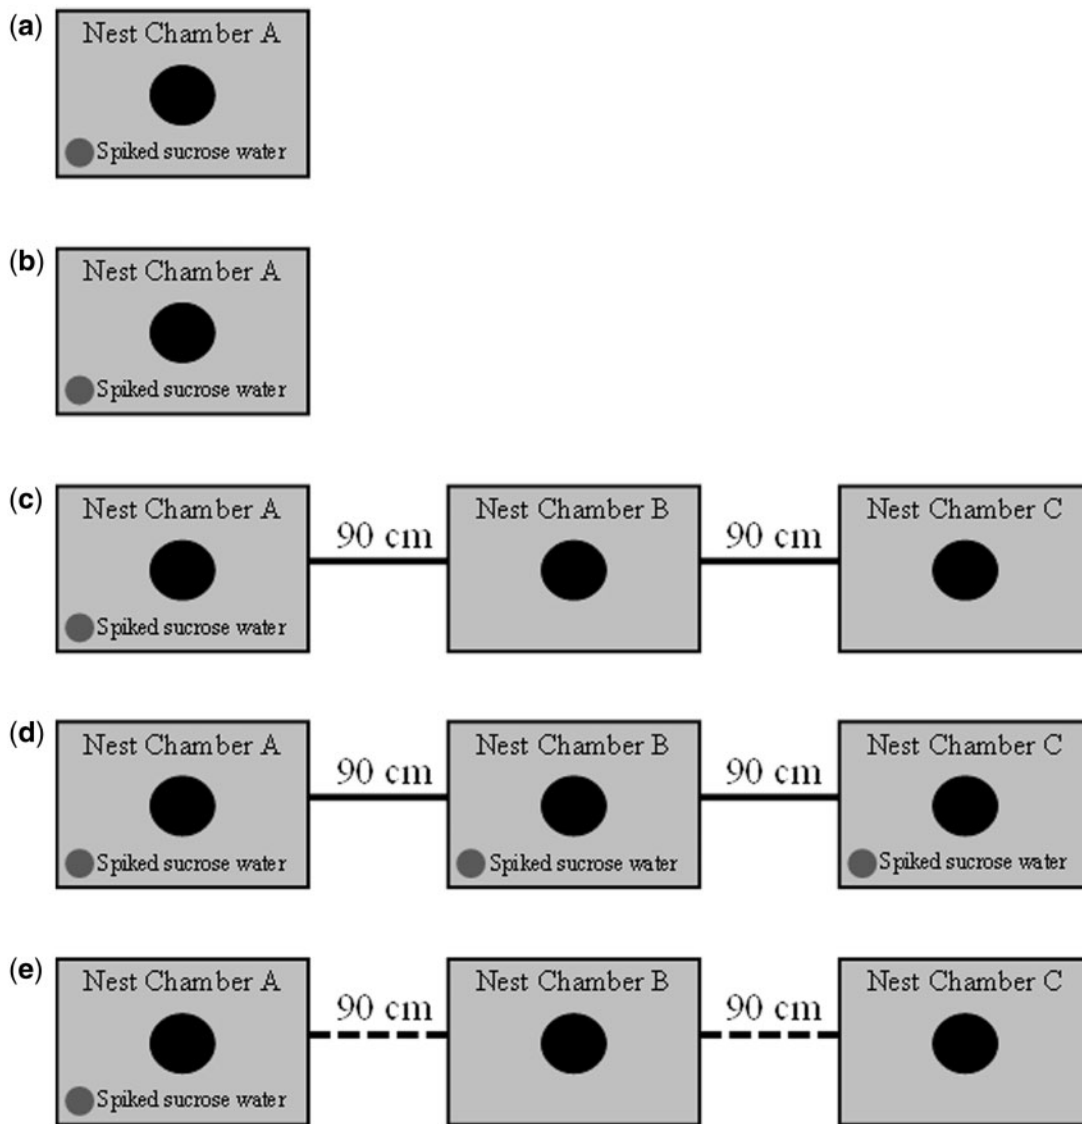 (a)
Nest Chamber A
Spiked sucrose water
(b)
Nest Chamber A
Spiked sucrose water
(c)
Nest Chamber A
90 cm
Nest Chamber B
90 cm
Nest Chamber C
Spiked sucrose water
(d)
Nest Chamber A
90 cm
Nest Chamber B
90 cm
Nest Chamber C
Spiked sucrose water
Spiked sucrose water
Spiked sucrose water
(e)
Nest Chamber A
90 cm
Nest Chamber B
90 cm
Nest Chamber C
Spiked sucrose water